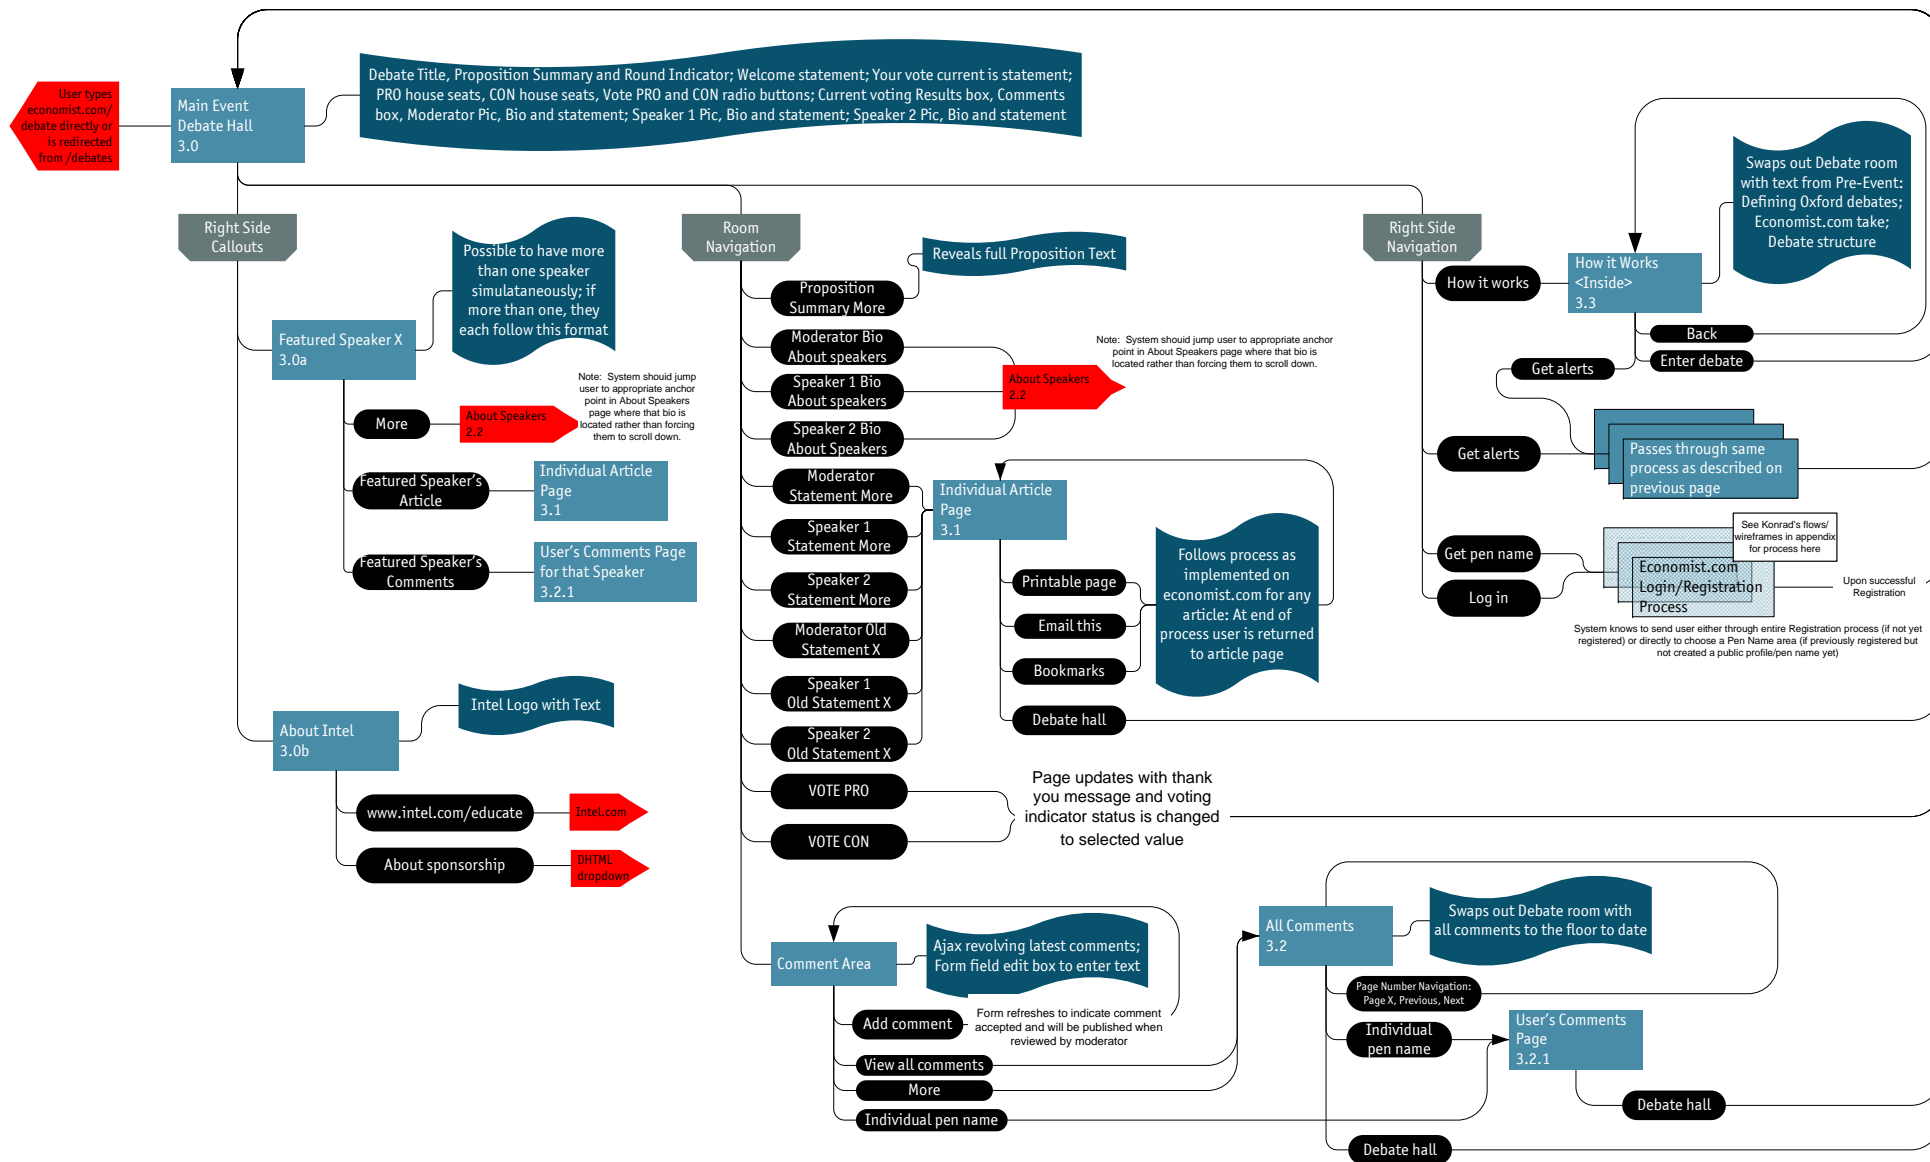 User types
economist.com/
debate directly or
is redirected
from /debates
Main Event
Debate Hall
3.0
Debate Title, Proposition Summary and Round Indicator; Welcome statement; Your vote current is statement;
PRO house seats, CON house seats, Vote PRO and CON radio buttons; Current voting Results box, Comments
box, Moderator Pic, Bio and statement; Speaker 1 Pic, Bio and statement; Speaker 2 Pic, Bio and statement
Right Side
Callouts
Possible to have more
than one speaker
simulataneously; if
more than one, they
each follow this format
Featured Speaker X
3.0a
Note: System should jump
user to appropriate anchor
point in About Speakers
page where that bio is
located rather than forcing
them to scroll down.
More
About Speakers
2.2
Featured Speaker's
Article
Individual Article
Page
3.1
Featured Speaker's
Comments
User's Comments Page
for that Speaker
3.2.1
Intel Logo with Text
About Intel
3.0b
www.intel.com/educate
Intel.com
About sponsorship
DHTML
dropdown
Room
Navigation
Reveals full Proposition Text
Proposition
Summary More
Moderator Bio
About speakers
Speaker 1 Bio
About speakers
Speaker 2 Bio
About Speakers
Note: System should jump user to appropriate anchor
point in About Speakers page where that bio is
located rather than forcing them to scroll down.
About Speakers
2.2
Moderator
Statement More
Speaker 1
Statement More
Speaker 2
Statement More
Moderator Old
Statement X
Speaker 1
Old Statement X
Speaker 2
Old Statement X
Individual Article
Page
3.1
Printable page
Email this
Bookmarks
Debate hall
Follows process as
implemented on
economist.com for any
article: At end of
process user is returned
to article page
VOTE PRO
VOTE CON
Page updates with thank
you message and voting
indicator status is changed
to selected value
Comment Area
Ajax revolving latest comments;
Form field edit box to enter text
Add comment
Form refreshes to indicate comment
accepted and will be published when
reviewed by moderator
View all comments
More
Individual pen name
All Comments
3.2
Swaps out Debate room with
all comments to the floor to date
Page Number Navigation:
Page X, Previous, Next
Individual
pen name
User's Comments
Page
3.2.1
Debate hall
Debate hall
Right Side
Navigation
Swaps out Debate room
with text from Pre-Event:
Defining Oxford debates;
Economist.com take;
Debate structure
How it works
How it Works
<Inside>
3.3
Back
Enter debate
Get alerts
Get alerts
Passes through same
process as described on
previous page
Get pen name
Log in
See Konrad's flows/
wireframes in appendix
for process here
Economist.com
Login/Registration
Process
Upon successful
Registration
System knows to send user either through entire Registration process (if not yet
registered) or directly to choose a Pen Name area (if previously registered but
not created a public profile/pen name yet)